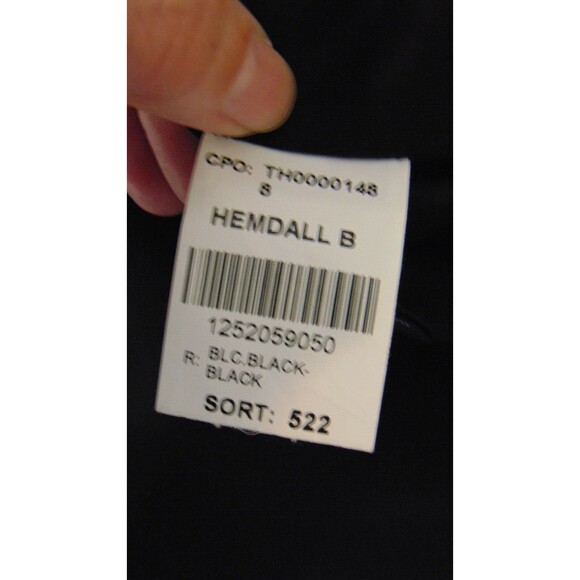 CPO: TH0000148
8
HEMDALL B
1252059050
R: BLC.BLACK-
BLACK
SORT: 522